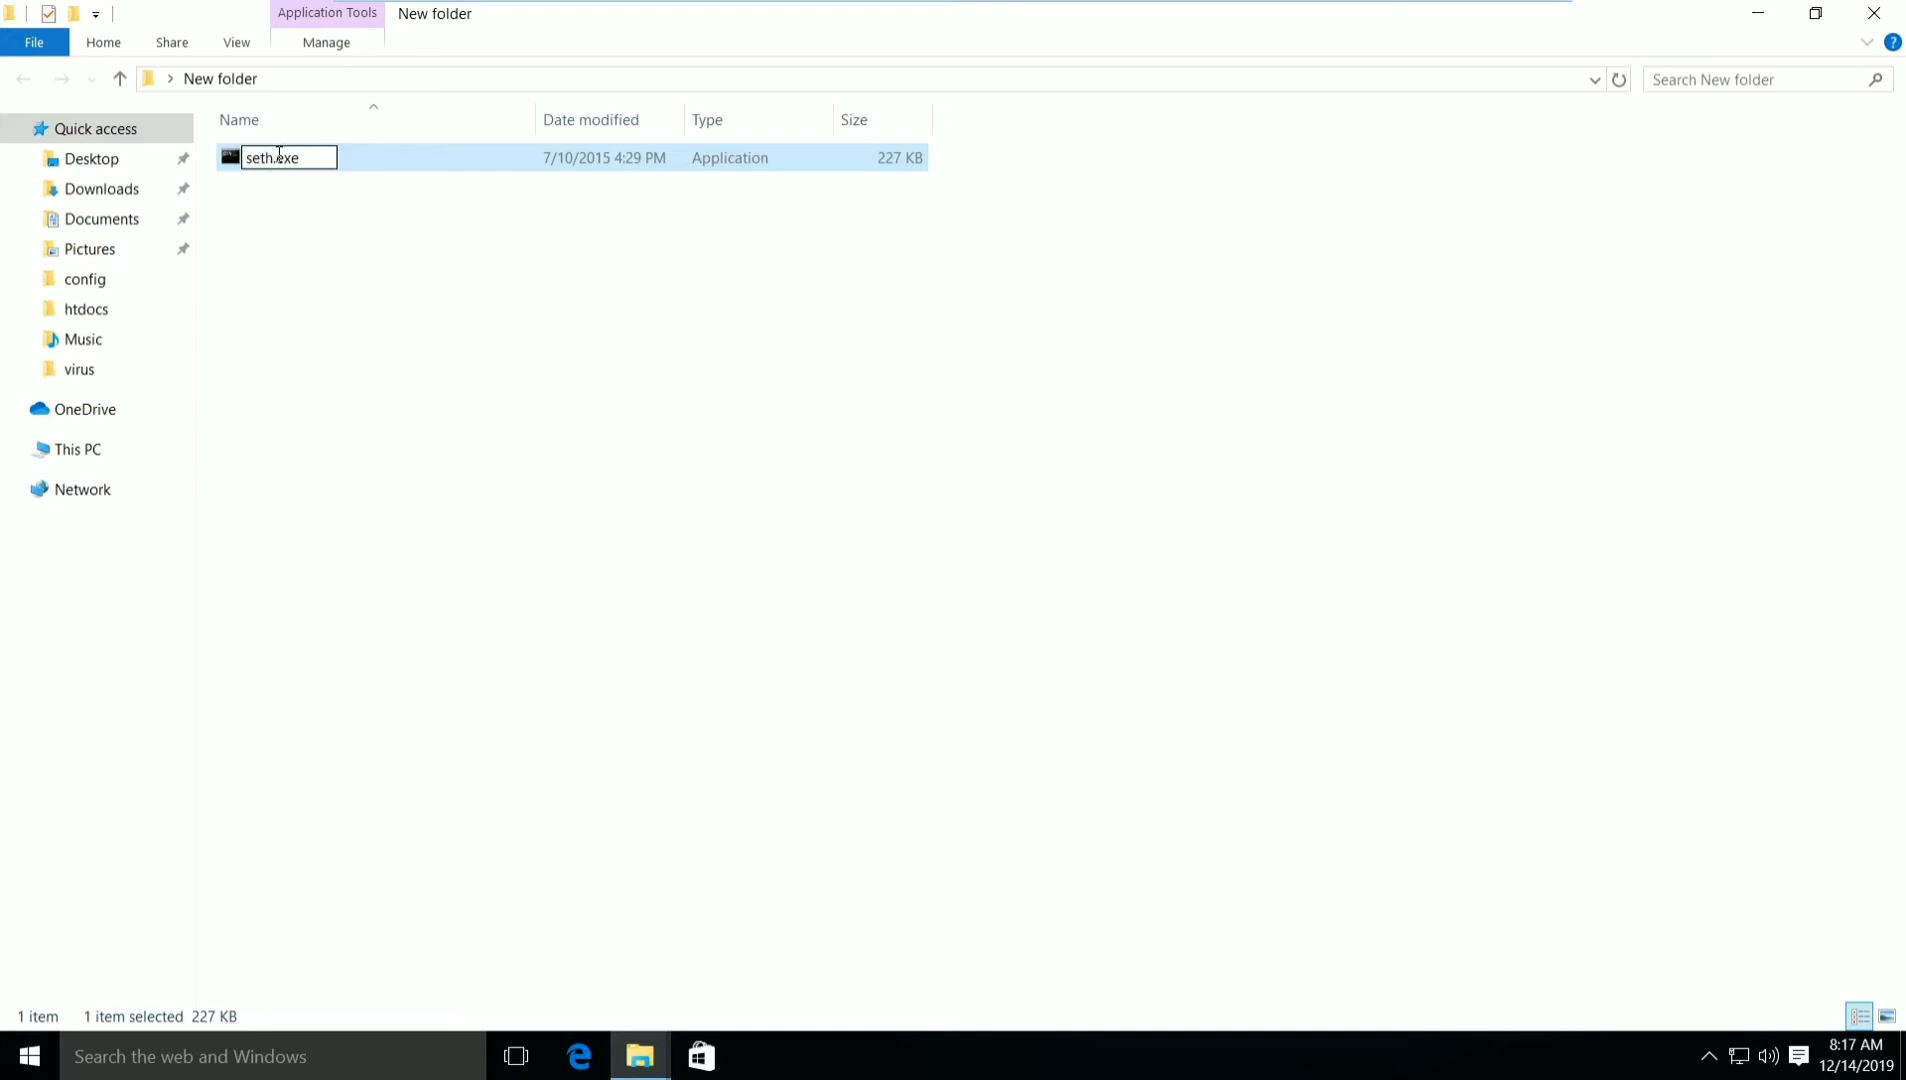 Application Tools
New folder
File
Home
Share
View
Manage
?
New folder
Search New folder
Name
Date modified
Type
Size
Quick access
seth.exe
7/10/2015 4:29 PM
Application
227 KB
Desktop
Downloads
Documents
Pictures
config
htdocs
Music
virus
OneDrive
This PC
Network
1 item
1 item selected 227 KB
Search the web and Windows
8:17 AM
12/14/2019